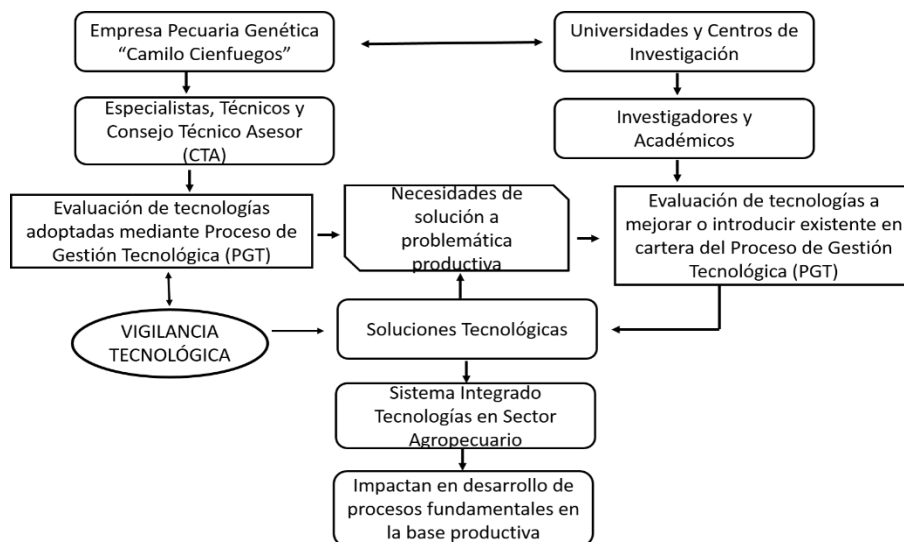 Empresa Pecuaria Genética
“Camilo Cienfuegos”
Universidades y Centros de
Investigación
Especialistas, Técnicos y
Consejo Técnico Asesor
(CTA)
Investigadores y
Académicos
Evaluación de tecnologías
adoptadas mediante Proceso de
Gestión Tecnológica (PGT)
Necesidades de
solución a
problemática
productiva
Evaluación de tecnologías a
mejorar o introducir existente en
cartera del Proceso de Gestión
Tecnológica (PGT)
VIGILANCIA
TECNOLÓGICA
Soluciones Tecnológicas
Sistema Integrado
Tecnologías en Sector
Agropecuario
Impactan en desarrollo de
procesos fundamentales en
la base productiva